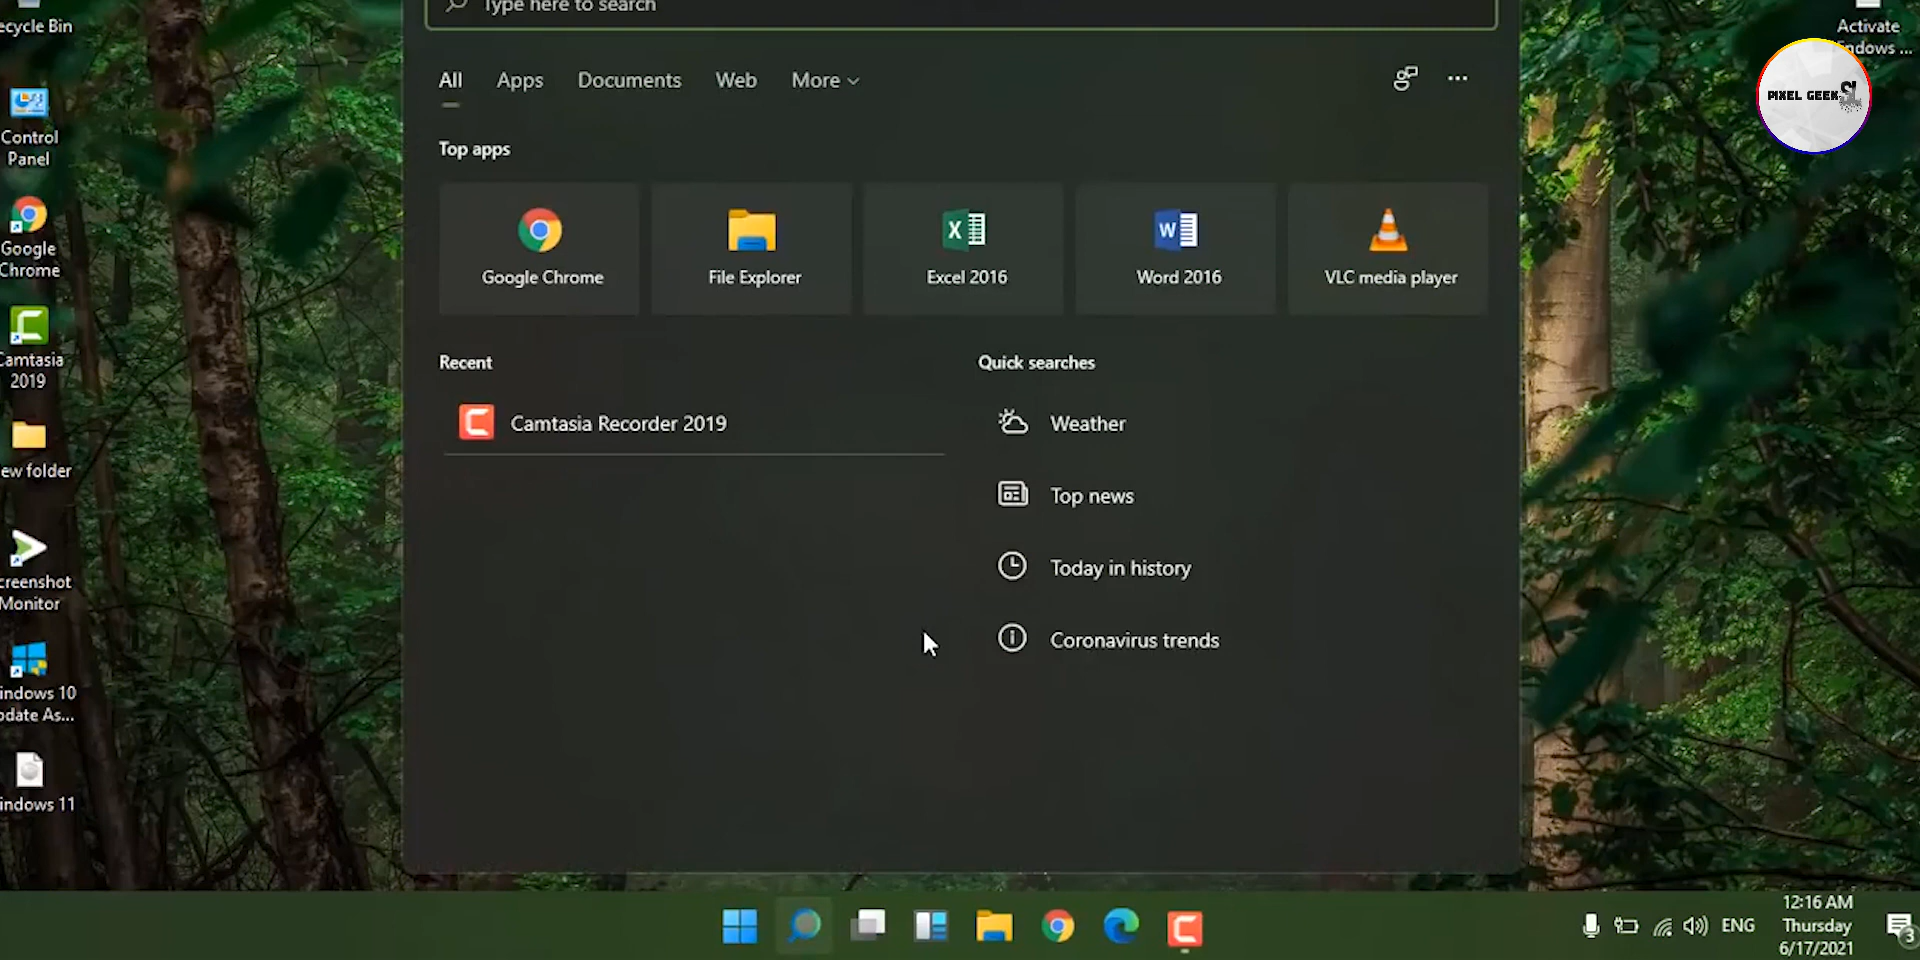 ecycle Bin
Type here to search
Activate
indows ...
PIXEL GEEK
All Apps Documents Web More
Control
Panel
Top apps
Google
Chrome
Google Chrome File Explorer Excel 2016 Word 2016 VLC media player
Camtasia
2019
Recent
Camtasia Recorder 2019
Quick searches
Weather
Top news
Today in history
Coronavirus trends
ew folder
creenshot
Monitor
indows 10
pdate As...
indows 11
ENG
12:16 AM
Thursday
6/17/2021
3